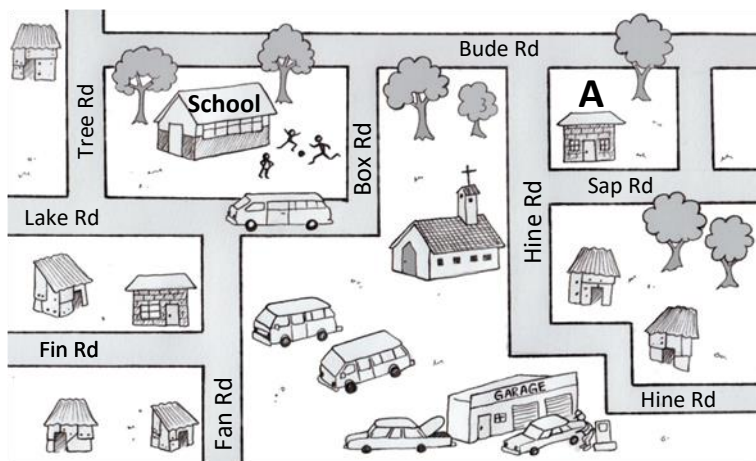 Bude Rd
Tree Rd
School
A
Box Rd
Sap Rd
Lake Rd
Hine Rd
Fin Rd
Fan Rd
GARAGE
Hine Rd